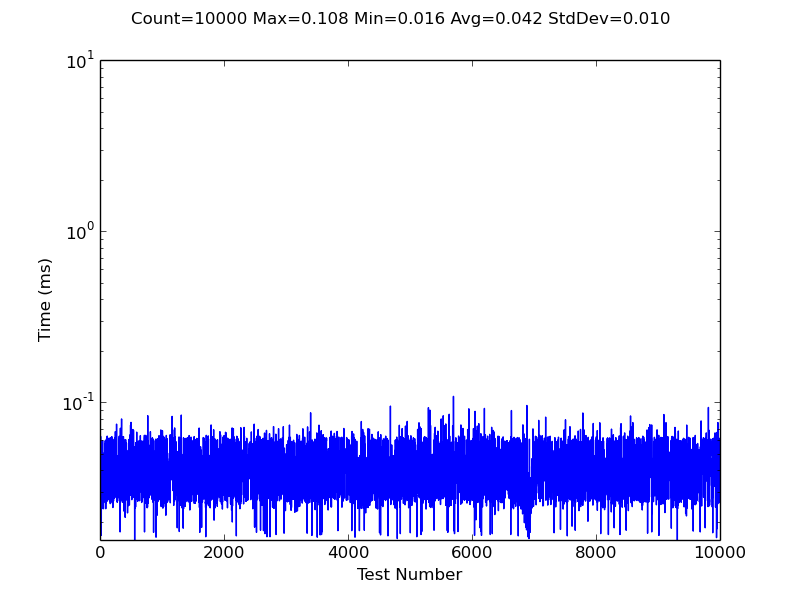 Count=10000 Max=0.108 Min=0.016 Avg=0.042 StdDev=0.010
10¹
10⁰
10⁻¹
Time (ms)
0 2000 4000 6000 8000 10000
Test Number